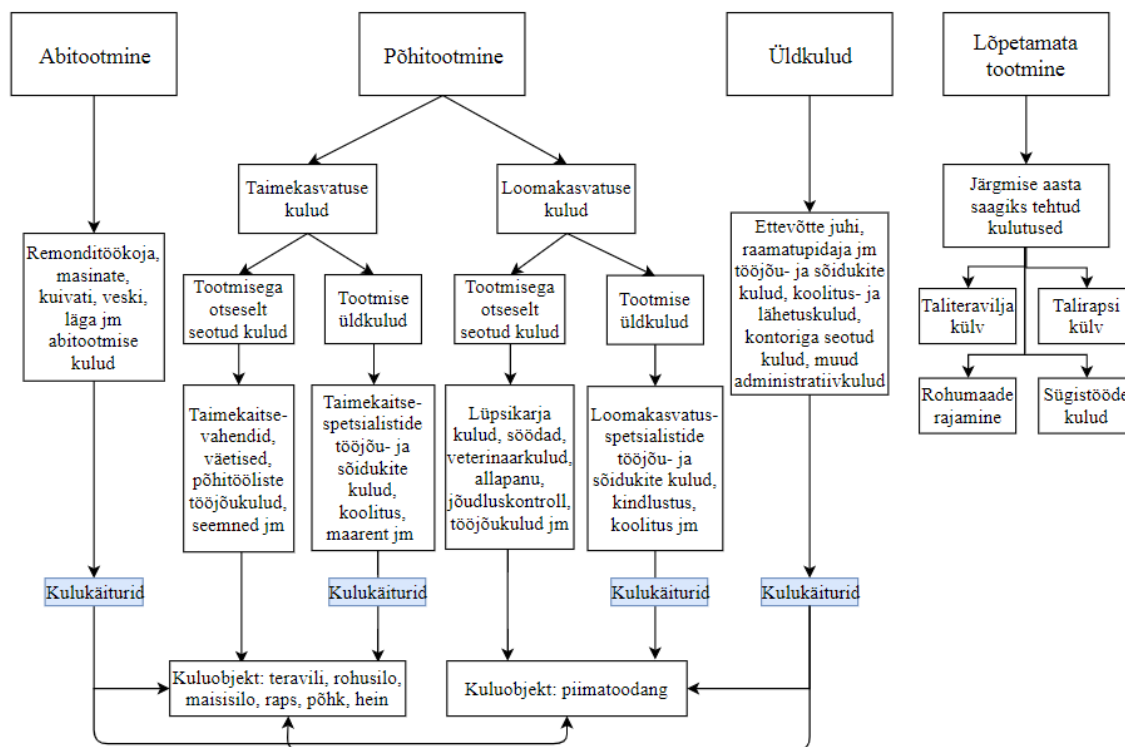 Abitootmine
Põhitootmine
Üldkulud
Lõpetamata
tootmine
Taimekasvatuse
kulud
Loomakasvatuse
kulud
Järgmise aasta
saagiks tehtud
kulutused
Remonditöökoja,
masinate,
kuivati, veski,
läga jm
abitootmise
kulud
Tootmisega
otseselt
seotud kulud
Tootmise
üldkulud
Tootmisega
otseselt
seotud kulud
Tootmise
üldkulud
Ettevõtte juhi,
raamatupidaja jm
tööjõu- ja sõidukite
kulud, koolitus- ja
lähetuskulud,
kontoriga seotud
kulud, muud
administratiivkulud
Taliteravilja
külv
Talirapsi
külv
Rohumaade
rajamine
Sügistööde
kulud
Taimekaitse-
vahendid,
väetised,
põhitööliste
tööjõukulud,
seemned jm
Taimekaitse-
spetsialistide
tööjõu- ja
sõidukite
kulud,
koolitus,
maarent jm
Lüpsikarja
kulud, söödad,
veterinaarkulud,
allapanu,
jõudluskontroll,
tööjõukulud jm
Loomakasvatus-
spetsialistide
tööjõu- ja
sõidukite kulud,
kindlustus,
koolitus jm
Kulukäiturid
Kulukäiturid
Kulukäiturid
Kulukäiturid
Kuluobjekt: teravili, rohusilo,
maisisilo, raps, põhk, hein
Kuluobjekt: piimatoodang